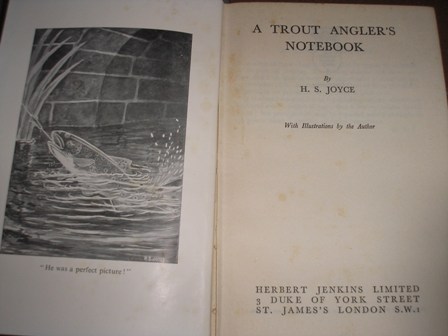 "He was a perfect picture!"
A TROUT ANGLER'S
NOTEBOOK
By
H. S. JOYCE
With Illustrations by the Author
HERBERT JENKINS LIMITED
3 DUKE OF YORK STREET
ST. JAMES'S LONDON S.W.1